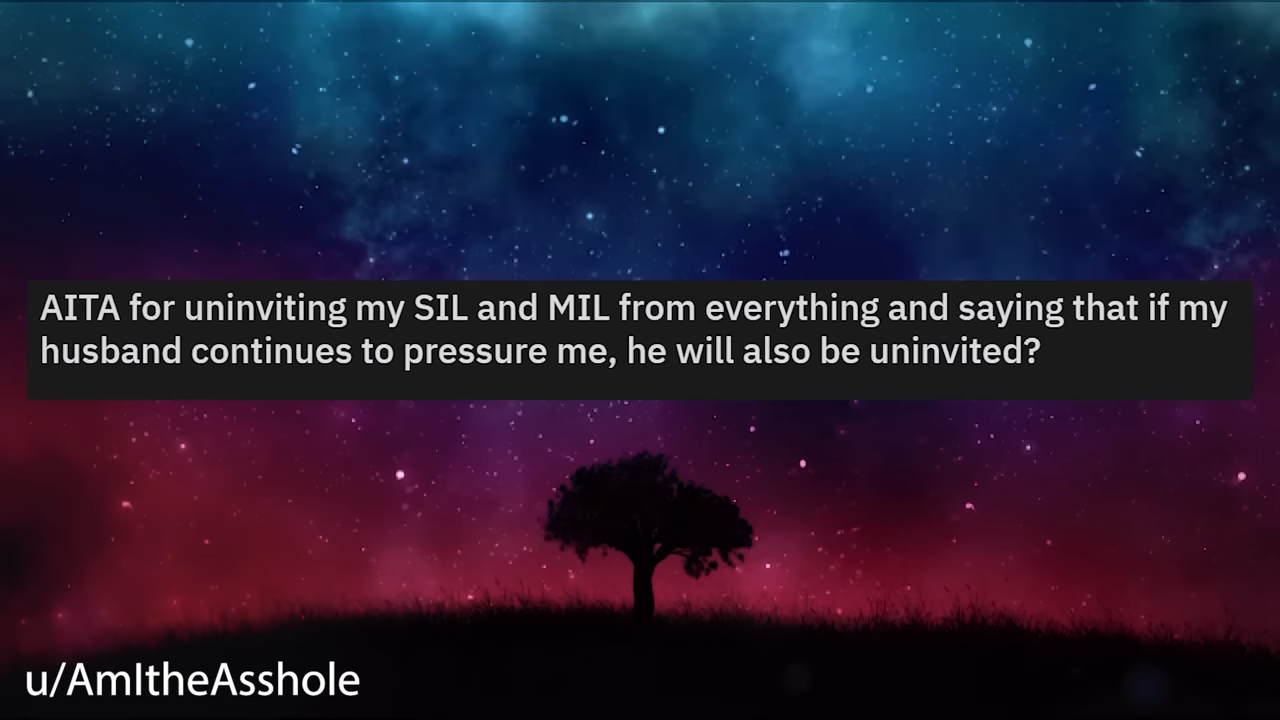 AITA for uninviting my SIL and MIL from everything and saying that if my
husband continues to pressure me, he will also be uninvited?
u/AmItheAsshole